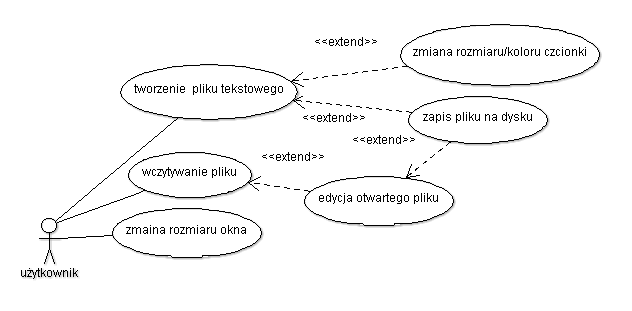 <<extend>>
zmiana rozmiaru/koloru czcionki
tworzenie pliku tekstowego
<<extend>>
zapis pliku na dysku
<<extend>>
<<extend>>
wczytywanie pliku
edycja otwartego pliku
zmaina rozmiaru okna
użytkownik